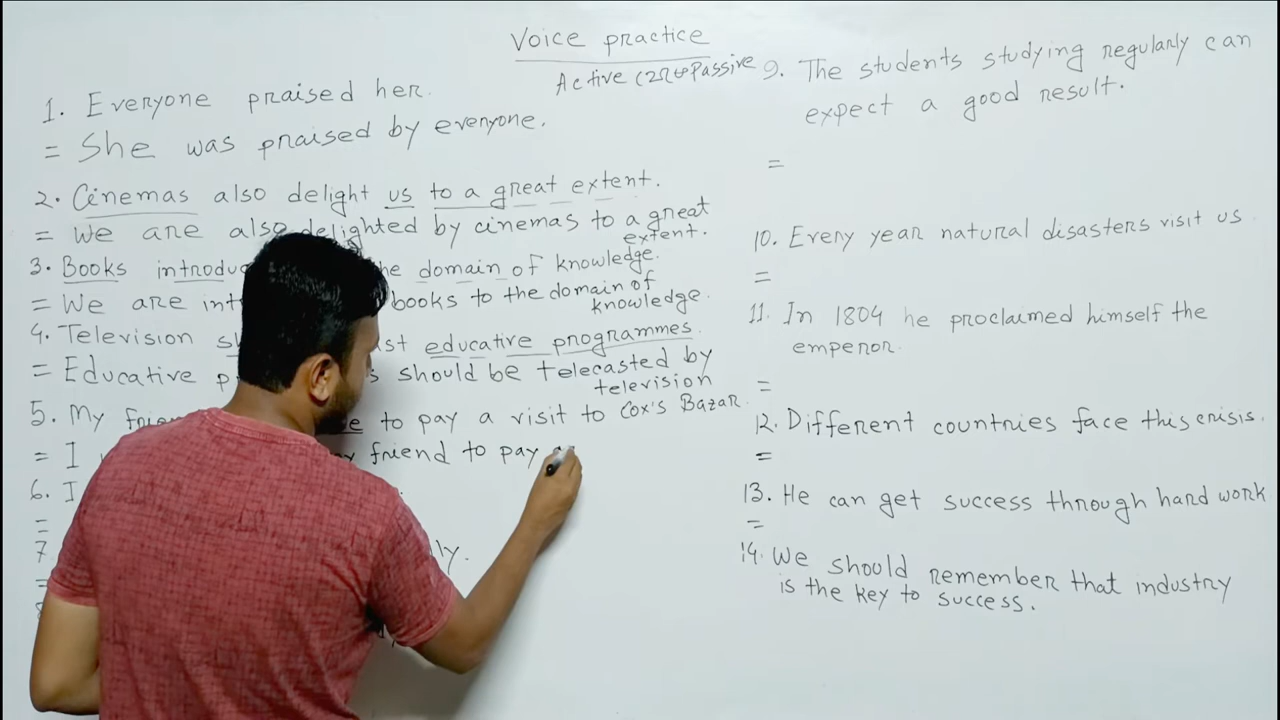 Voice practice
Active থেকে Passive
1. Everyone praised her.
= She was praised by everyone.
2. Cinemas also delight us to a great extent.
= We are also delighted by cinemas to a great
extent.
3. Books the domain of knowledge.
= We are books to the domain of
knowledge.
4. Television educative programmes.
= Educative should be telecasted by
television
5. My to pay a visit to Cox's Bazar.
= I friend to pay
6. I
=
7.
=
9. The students studying regularly can
expect a good result.
=
10. Every year natural disasters visit us
=
11. In 1804 he proclaimed himself the
emperor.
=
12. Different countries face this crisis.
=
13. He can get success through hard work
=
14. We should remember that industry
is the key to success.